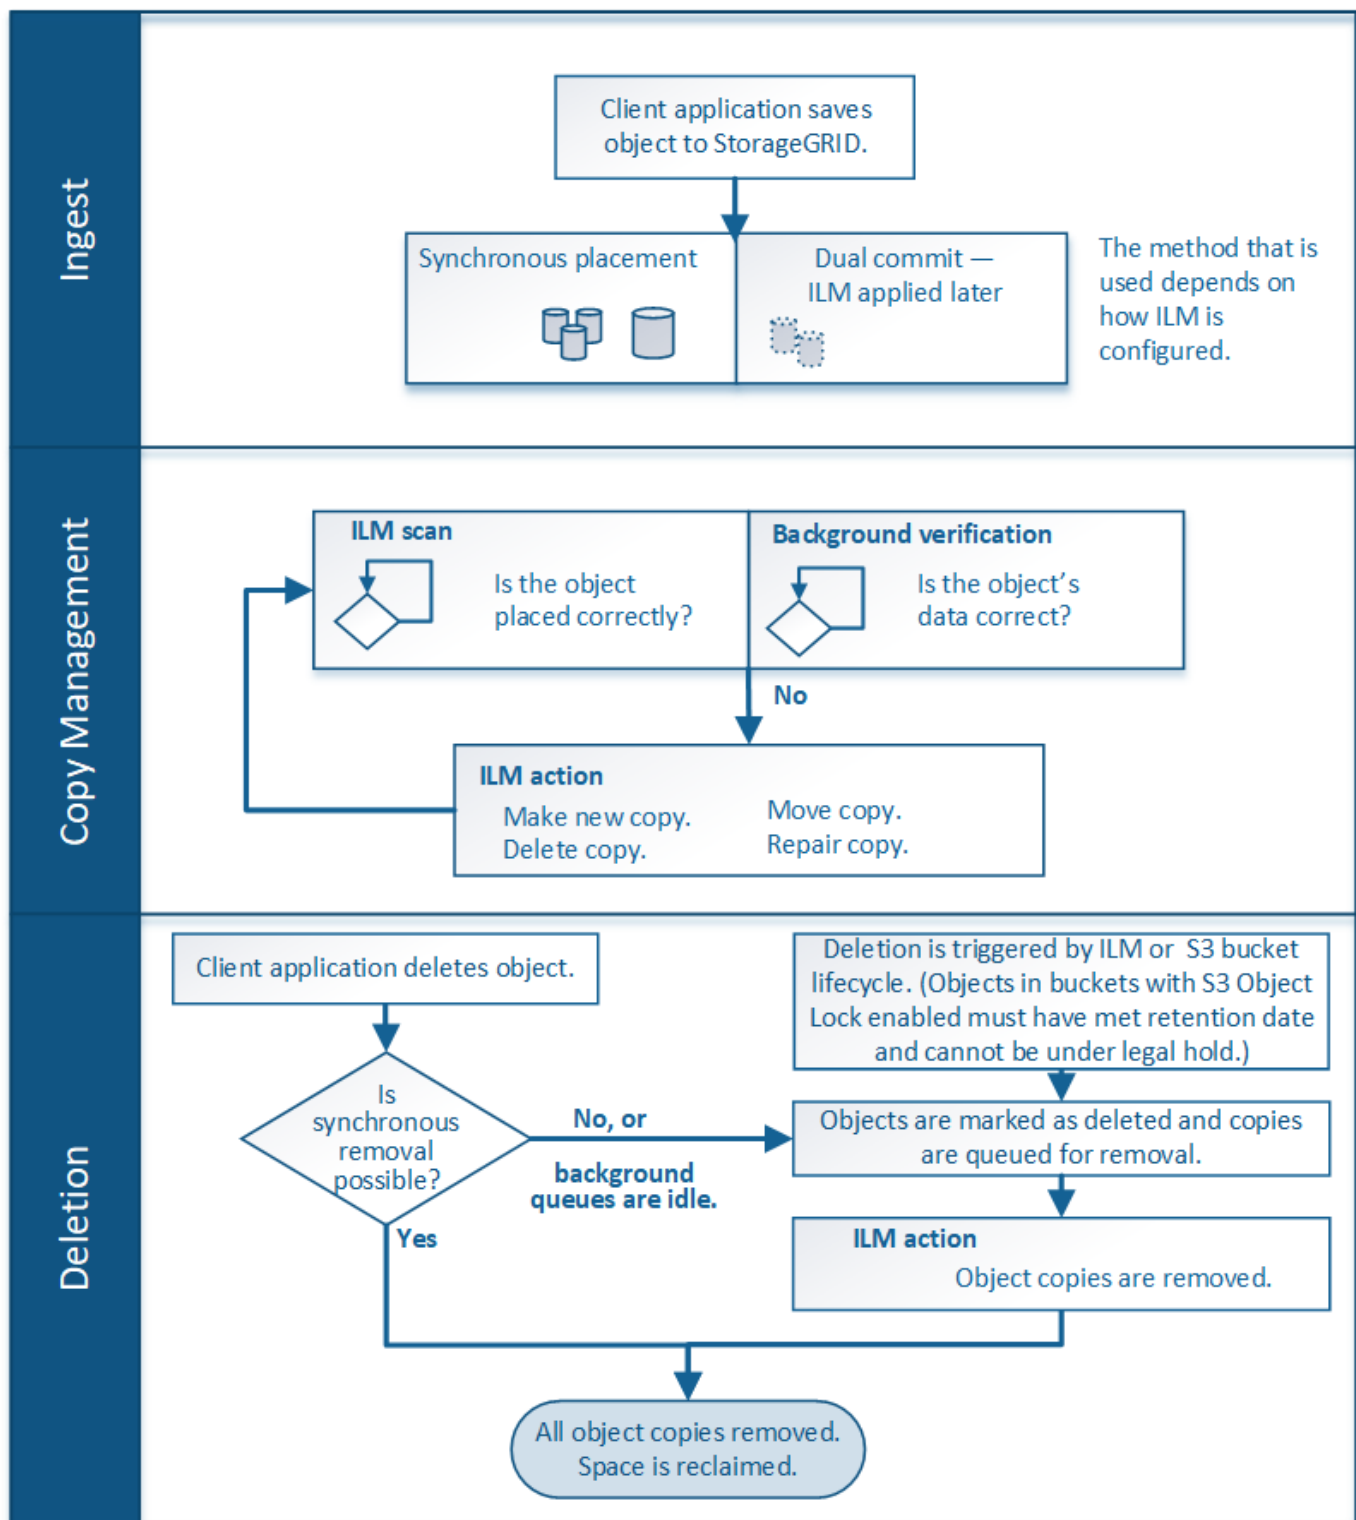 Ingest
Client application saves
object to StorageGRID.
Synchronous placement
Dual commit —
ILM applied later
The method that is
used depends on
how ILM is
configured.
Copy Management
ILM scan
Is the object
placed correctly?
Background verification
Is the object’s
data correct?
No
ILM action
Make new copy.
Delete copy.
Move copy.
Repair copy.
Deletion
Client application deletes object.
Is
synchronous
removal
possible?
No, or
background
queues are idle.
Yes
Deletion is triggered by ILM or S3 bucket
lifecycle. (Objects in buckets with S3 Object
Lock enabled must have met retention date
and cannot be under legal hold.)
Objects are marked as deleted and copies
are queued for removal.
ILM action
Object copies are removed.
All object copies removed.
Space is reclaimed.